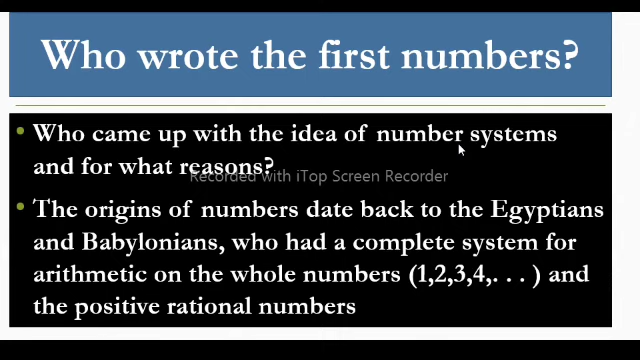 Who wrote the first numbers?
• Who came up with the idea of number systems
and for what reasons?
Recorded with iTop Screen Recorder
• The origins of numbers date back to the Egyptians
and Babylonians, who had a complete system for
arithmetic on the whole numbers (1,2,3,4,. . . ) and
the positive rational numbers